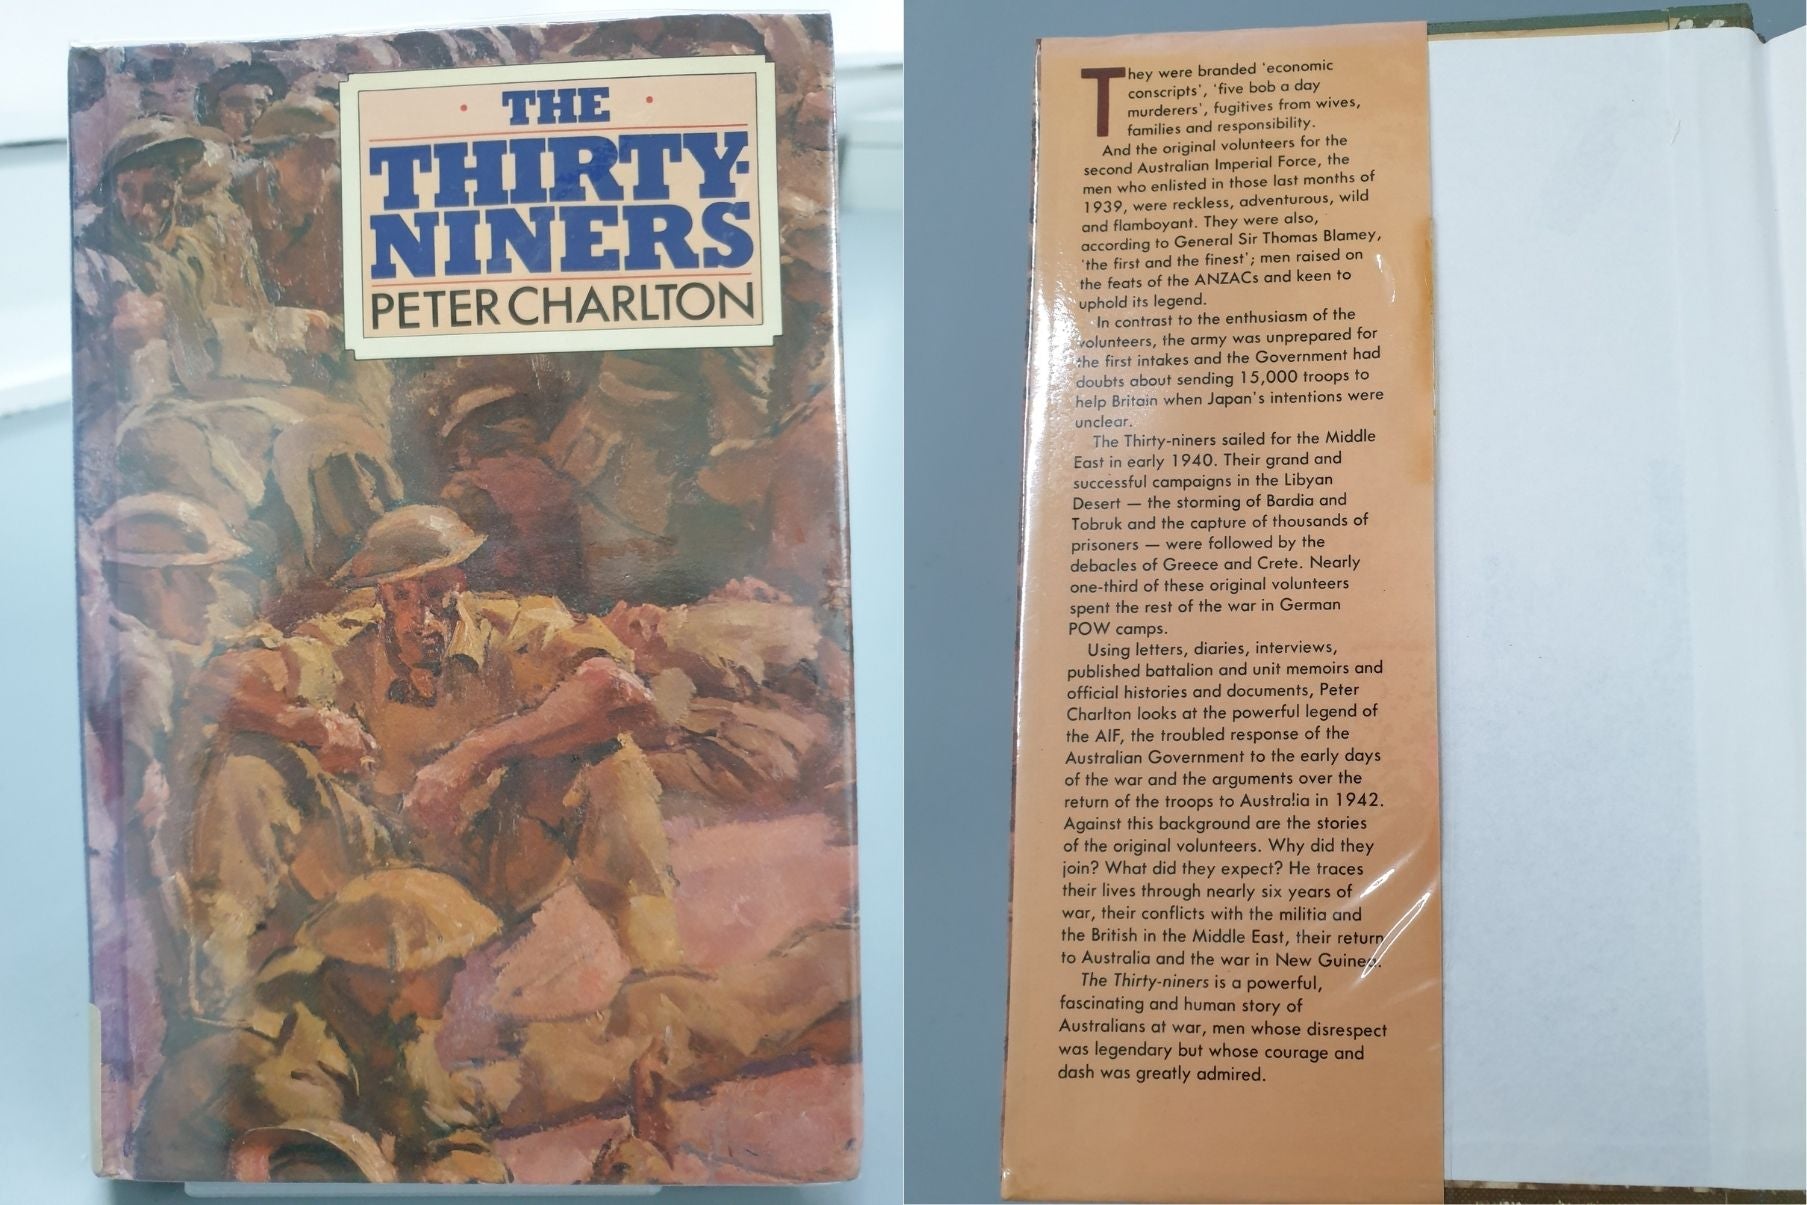 THE
THIRTY-
NINERS
PETER CHARLTON
They were branded 'economic
conscripts', 'five bob a day
murderers', fugitives from wives,
families and responsibility.
And the original volunteers for the
second Australian Imperial Force, the
men who enlisted in those last months of
1939, were reckless, adventurous, wild
and flamboyant. They were also,
according to General Sir Thomas Blamey,
'the first and the finest'; men raised on
the feats of the ANZACs and keen to
uphold its legend.
In contrast to the enthusiasm of the
volunteers, the army was unprepared for
the first intakes and the Government had
doubts about sending 15,000 troops to
help Britain when Japan's intentions were
unclear.
The Thirty-niners sailed for the Middle
East in early 1940. Their grand and
successful campaigns in the Libyan
Desert — the storming of Bardia and
Tobruk and the capture of thousands of
prisoners — were followed by the
debacles of Greece and Crete. Nearly
one-third of these original volunteers
spent the rest of the war in German
POW camps.
Using letters, diaries, interviews,
published battalion and unit memoirs and
official histories and documents, Peter
Charlton looks at the powerful legend of
the AIF, the troubled response of the
Australian Government to the early days
of the war and the arguments over the
return of the troops to Australia in 1942.
Against this background are the stories
of the original volunteers. Why did they
join? What did they expect? He traces
their lives through nearly six years of
war, their conflicts with the militia and
the British in the Middle East, their return
to Australia and the war in New Guinea.
The Thirty-niners is a powerful,
fascinating and human story of
Australians at war, men whose disrespect
was legendary but whose courage and
dash was greatly admired.